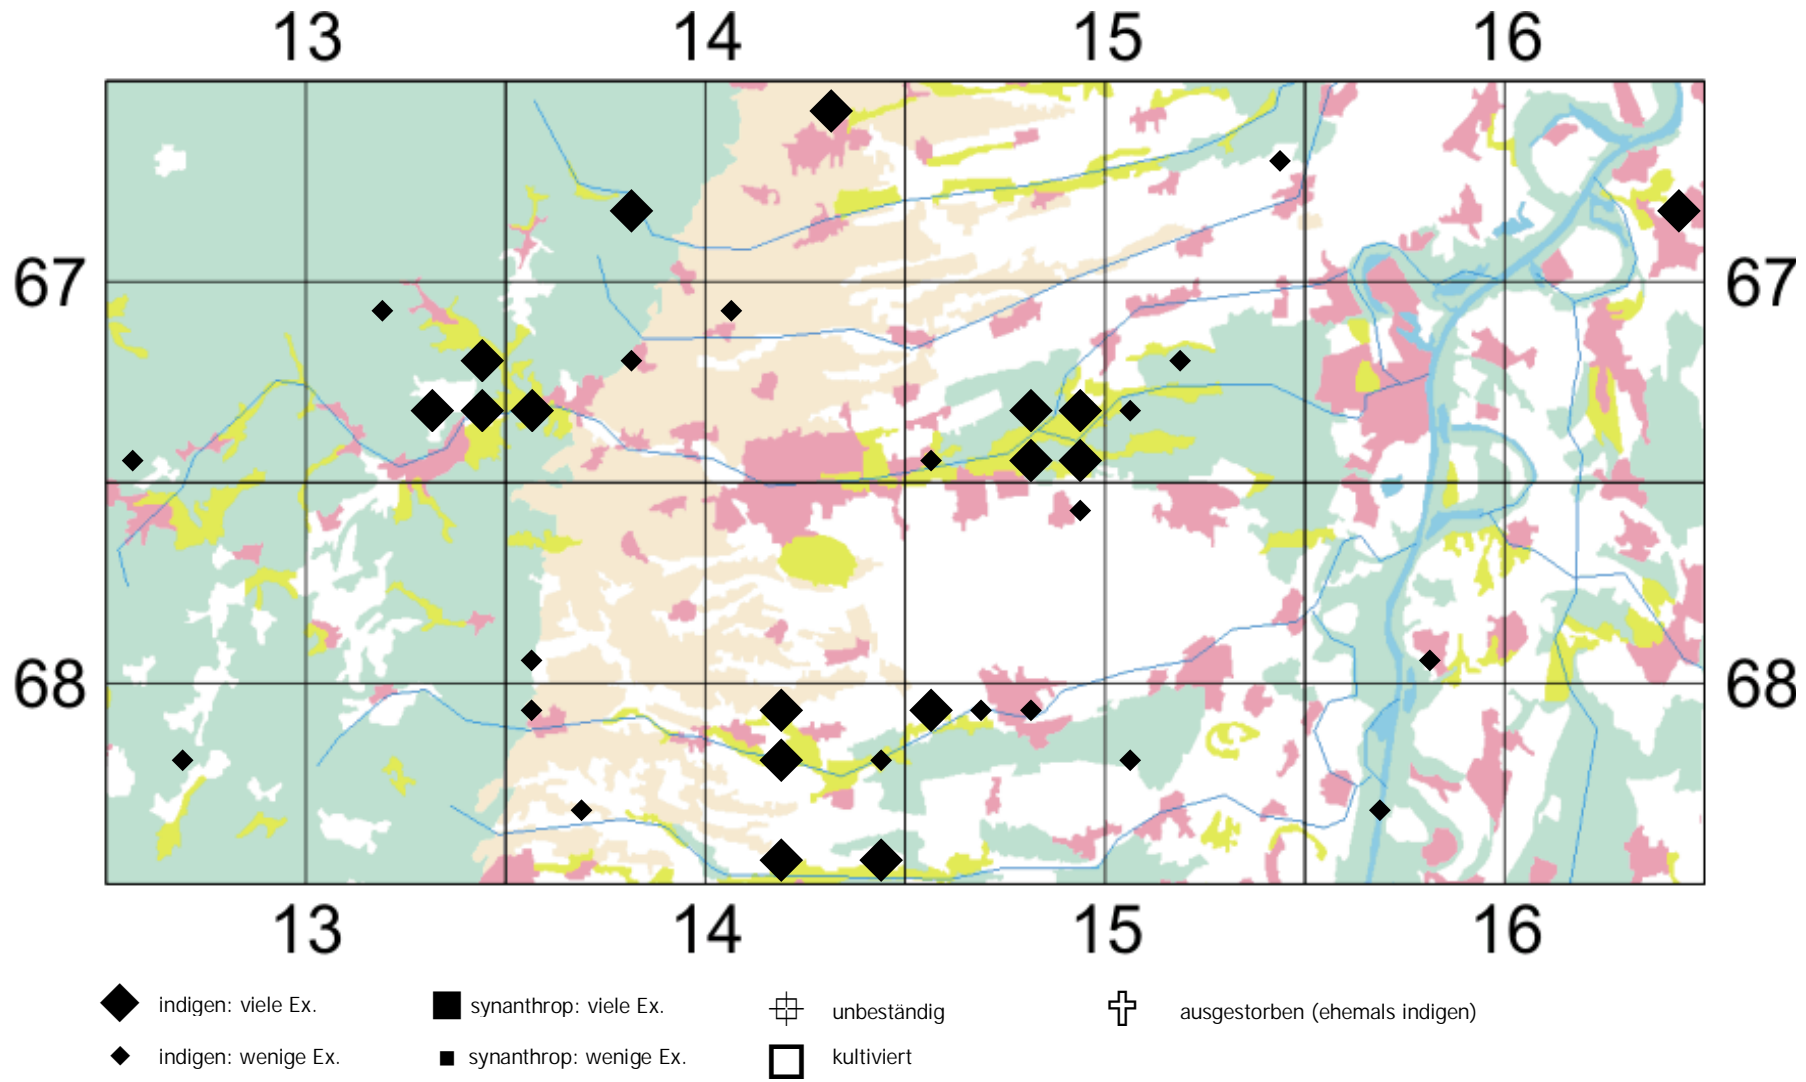 13 14 15 16
67 67
68 68
13 14 15 16
indigen: viele Ex. synanthrop: viele Ex. unbeständig ausgestorben (ehemals indigen)
indigen: wenige Ex. synanthrop: wenige Ex. kultiviert